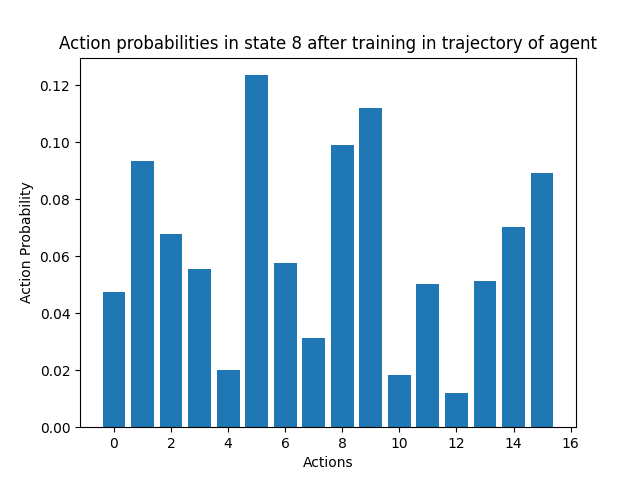 Action probabilities in state 8 after training in trajectory of agent
0.12
0.10
0.08
0.06
0.04
0.02
0.00
Action Probability
0 2 4 6 8 10 12 14 16
Actions